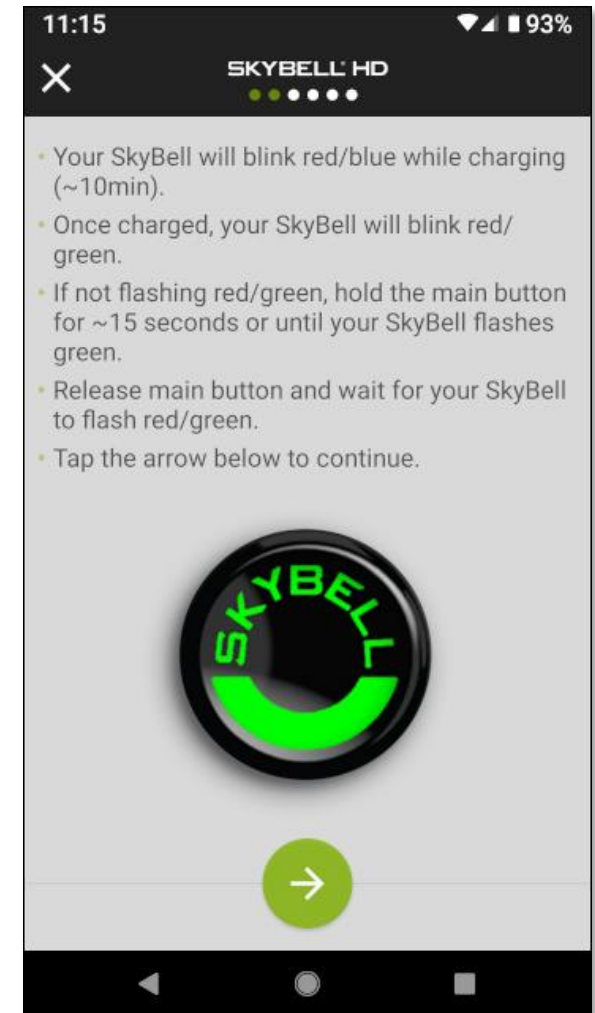 11:15 93%
SKYBELL HD
• Your SkyBell will blink red/blue while charging
(~10min).
• Once charged, your SkyBell will blink red/
green.
• If not flashing red/green, hold the main button
for ~15 seconds or until your SkyBell flashes
green.
• Release main button and wait for your SkyBell
to flash red/green.
• Tap the arrow below to continue.
SKYBELL